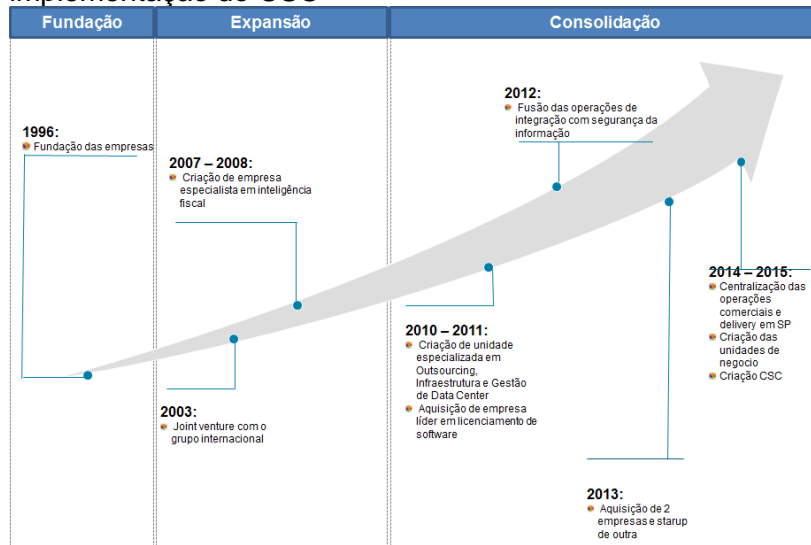 Implementação do CSC
Fundação
Expansão
Consolidação
1996:
Fundação das empresas
2007 – 2008:
Criação de empresa
especialista em inteligência
fiscal
2003:
Joint venture com o
grupo internacional
2012:
Fusão das operações de
integração com segurança da
informação
2010 – 2011:
Criação de unidade
especializada em
Outsourcing,
Infraestrutura e Gestão
de Data Center
Aquisição de empresa
líder em licenciamento de
software
2013:
Aquisição de 2
empresas e starup
de outra
2014 – 2015:
Centralização das
operações
comerciais e
delivery em SP
Criação das
unidades de
negocio
Criação CSC